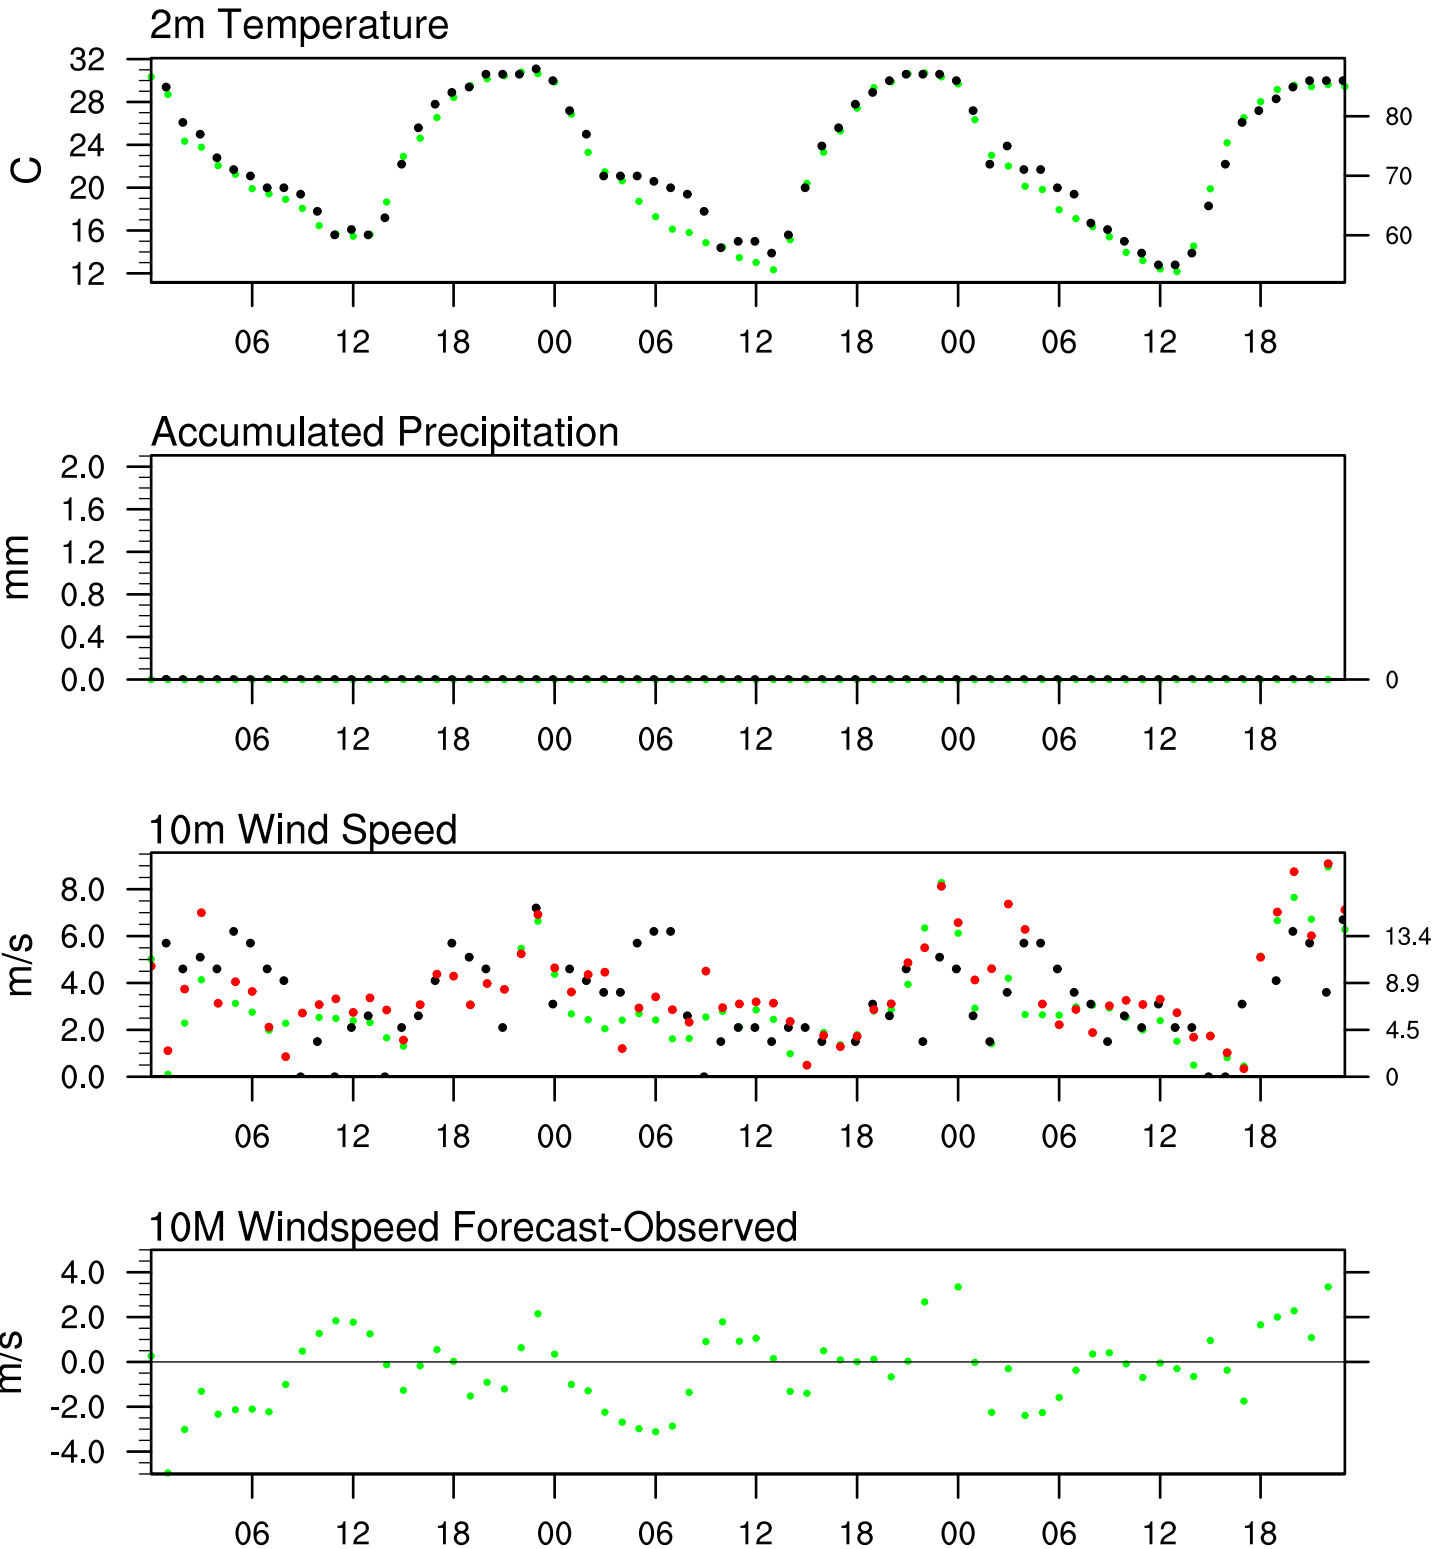 2m Temperature
32
28
24
20
16
12
C
80
70
60
06 12 18 00 06 12 18 00 06 12 18
Accumulated Precipitation
2.0
1.6
1.2
0.8
0.4
0.0
mm
0
06 12 18 00 06 12 18 00 06 12 18
10m Wind Speed
8.0
6.0
4.0
2.0
0.0
m/s
13.4
8.9
4.5
0
06 12 18 00 06 12 18 00 06 12 18
10M Windspeed Forecast-Observed
4.0
2.0
0.0
-2.0
-4.0
m/s
06 12 18 00 06 12 18 00 06 12 18